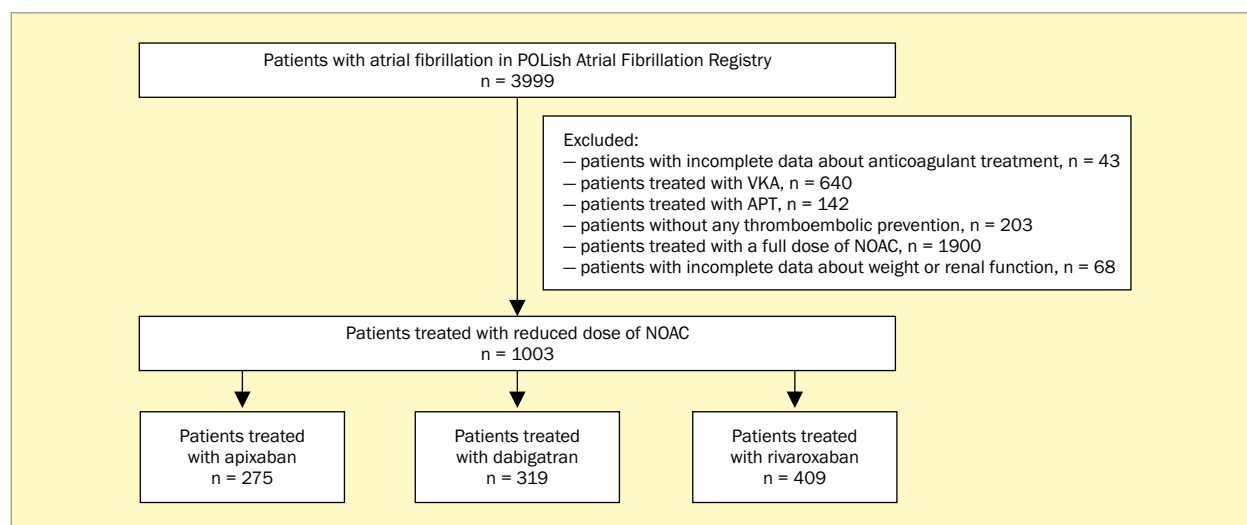 Patients with atrial fibrillation in POLish Atrial Fibrillation Registry
n = 3999
Excluded:
— patients with incomplete data about anticoagulant treatment, n = 43
— patients treated with VKA, n = 640
— patients treated with APT, n = 142
— patients without any thromboembolic prevention, n = 203
— patients treated with a full dose of NOAC, n = 1900
— patients with incomplete data about weight or renal function, n = 68
Patients treated with reduced dose of NOAC
n = 1003
Patients treated
with apixaban
n = 275
Patients treated
with dabigatran
n = 319
Patients treated
with rivaroxaban
n = 409